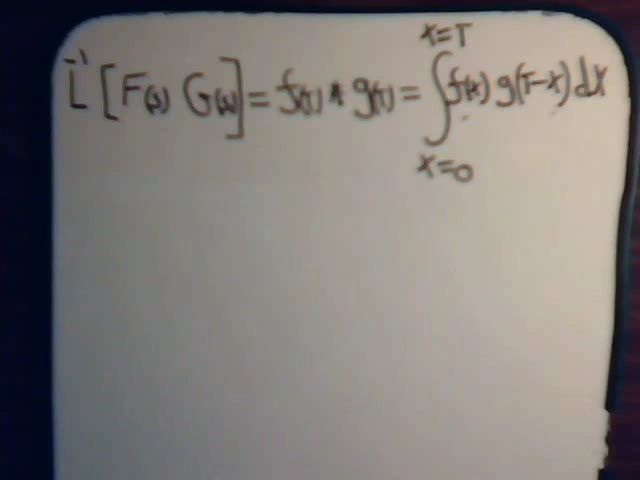 L⁻¹ [F(s) G(s)] = f(T) * g(T) = ∫_{x=0}^{x=T} f(x) g(T-x) dx